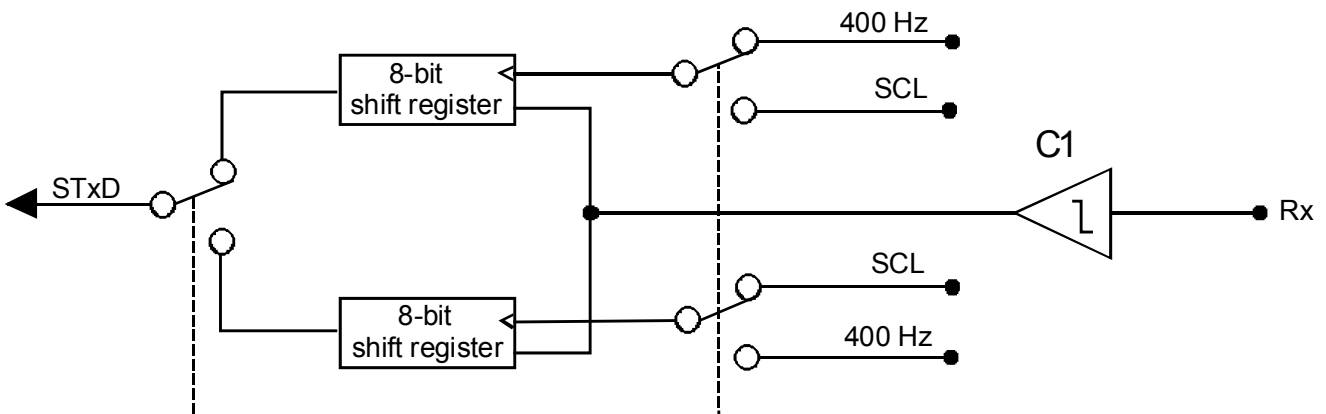 400 Hz
8-bit
shift register
SCL
C1
STxD
Rx
SCL
8-bit
shift register
400 Hz